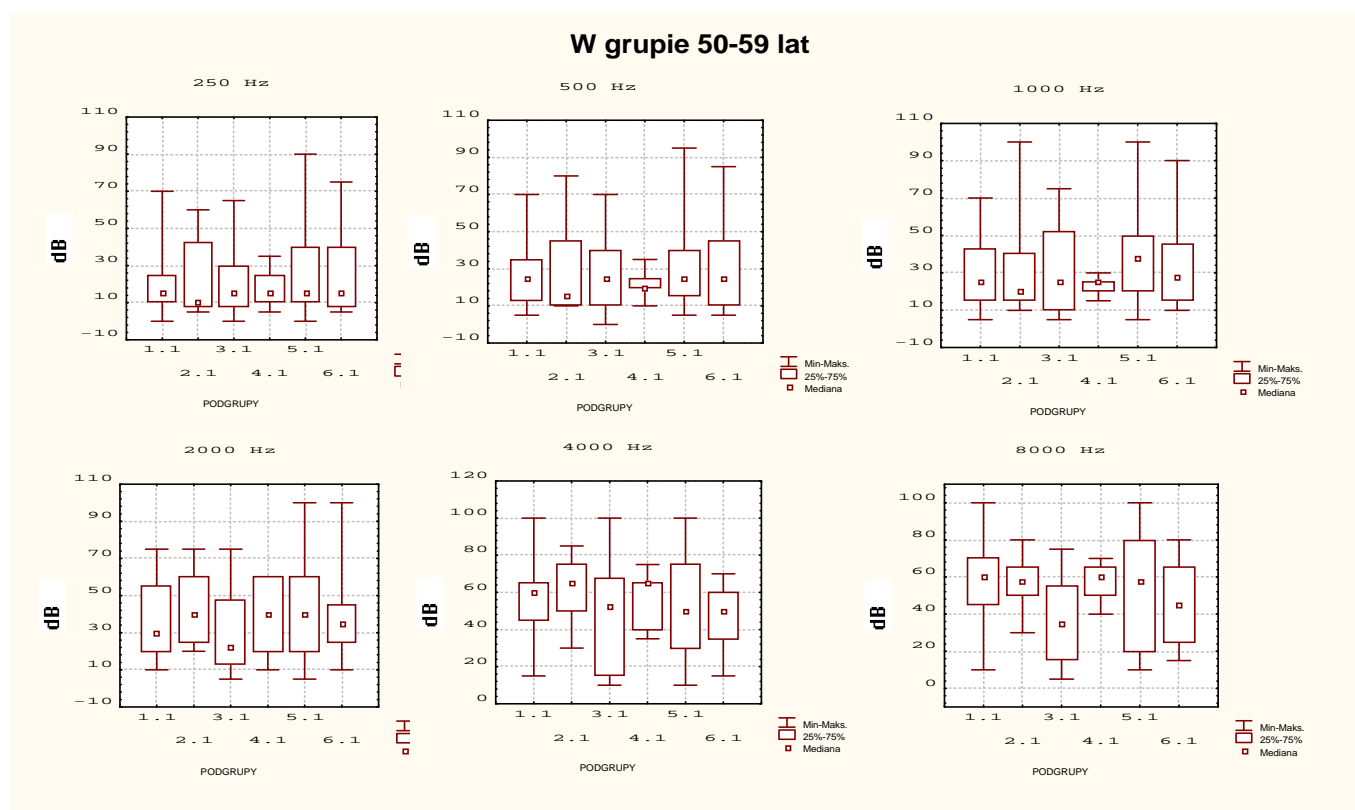 W grupie 50-59 lat
250 Hz
110
90
70
50
30
10
-10
dB
1.1 3.1 5.1
2.1 4.1 6.1
PODGRUPY
500 Hz
110
90
70
50
30
10
-10
dB
1.1 3.1 5.1
2.1 4.1 6.1
PODGRUPY
Min-Maks.
25%-75%
Mediana
1000 Hz
110
90
70
50
30
10
-10
dB
1.1 3.1 5.1
2.1 4.1 6.1
Min-Maks.
25%-75%
Mediana
2000 Hz
110
90
70
50
30
10
-10
dB
1.1 3.1 5.1
2.1 4.1 6.1
PODGRUPY
4000 Hz
120
100
80
60
40
20
0
dB
1.1 3.1 5.1
2.1 4.1 6.1
PODGRUPY
Min-Maks.
25%-75%
Mediana
8000 Hz
100
80
60
40
20
0
dB
1.1 3.1 5.1
2.1 4.1 6.1
Min-Maks.
25%-75%
Mediana